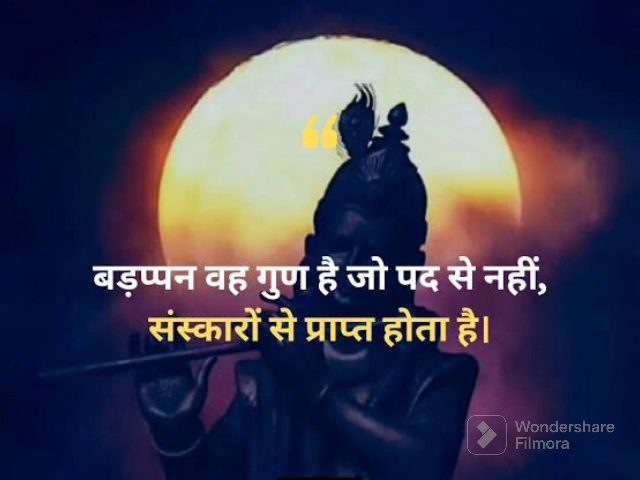 “
बड़प्पन वह गुण है जो पद से नहीं,
संस्कारों से प्राप्त होता है।
Wondershare
Filmora